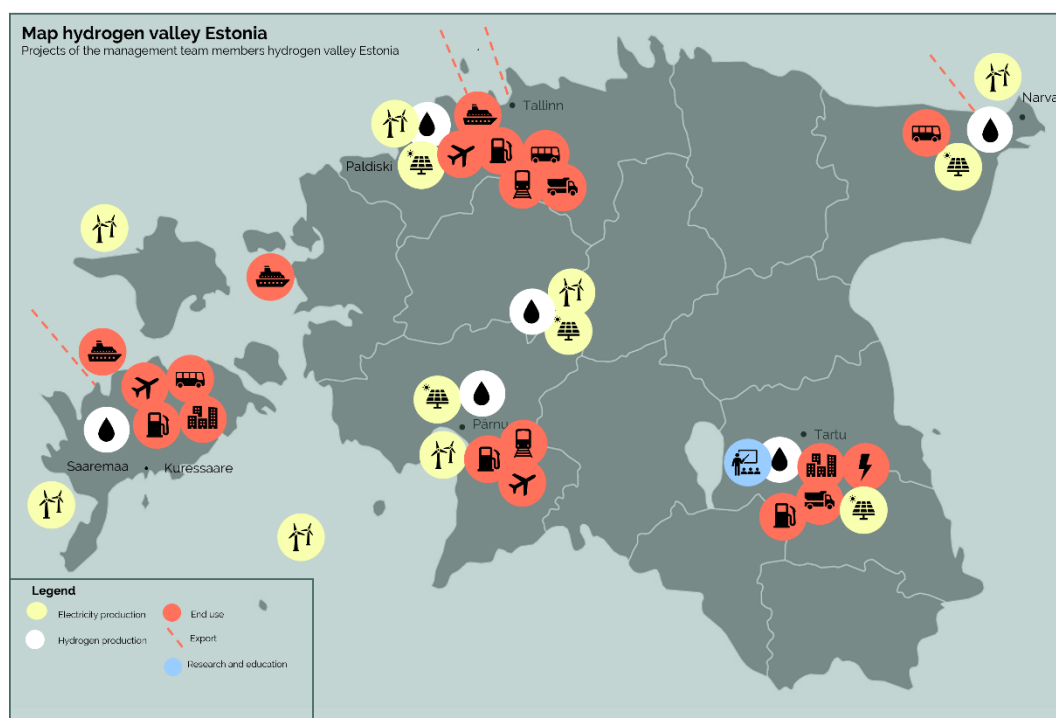 Map hydrogen valley Estonia
Projects of the management team members hydrogen valley Estonia
Tallinn
Narva
Paldiski
Pärnu
Tartu
Saaremaa
Kuressaare
Legend
Electricity production
End use
Hydrogen production
Export
Research and education